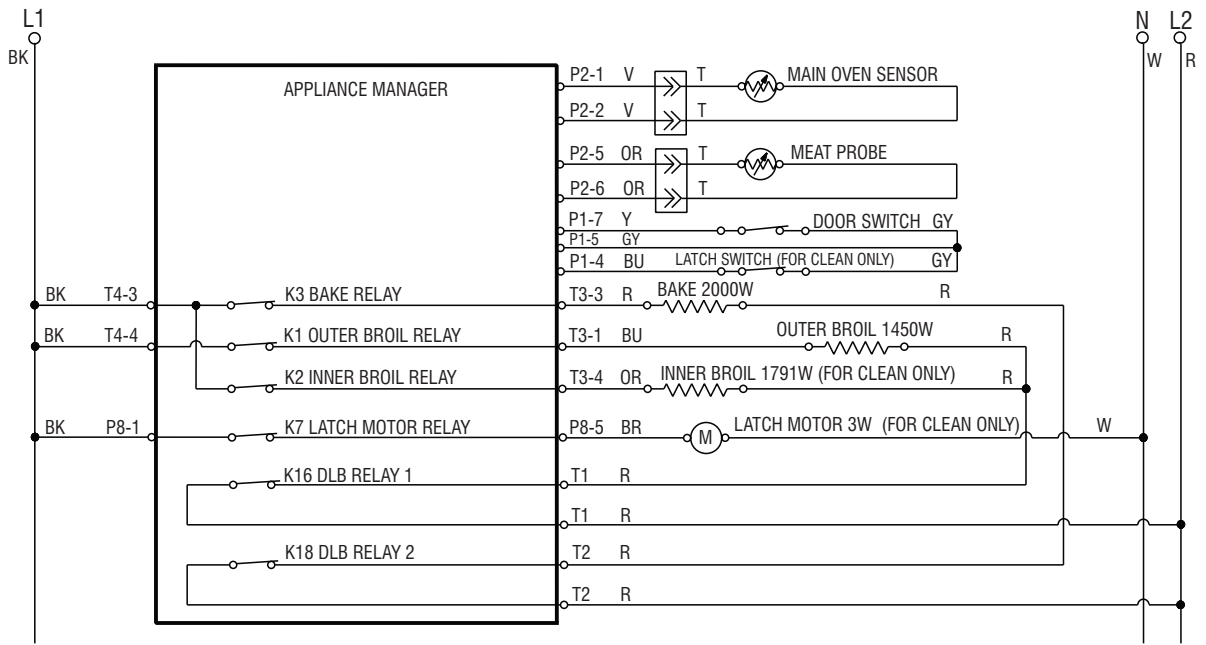 L1 N L2
BK W R
APPLIANCE MANAGER
P2-1 V T MAIN OVEN SENSOR
P2-2 V T
P2-5 OR T MEAT PROBE
P2-6 OR T
P1-7 Y DOOR SWITCH GY
P1-5 GY
P1-4 BU LATCH SWITCH (FOR CLEAN ONLY) GY
BK T4-3 K3 BAKE RELAY T3-3 R BAKE 2000W R
BK T4-4 K1 OUTER BROIL RELAY T3-1 BU OUTER BROIL 1450W R
K2 INNER BROIL RELAY T3-4 OR INNER BROIL 1791W (FOR CLEAN ONLY) R
BK P8-1 K7 LATCH MOTOR RELAY P8-5 BR M LATCH MOTOR 3W (FOR CLEAN ONLY) W
K16 DLB RELAY 1 T1 R
T1 R
K18 DLB RELAY 2 T2 R
T2 R